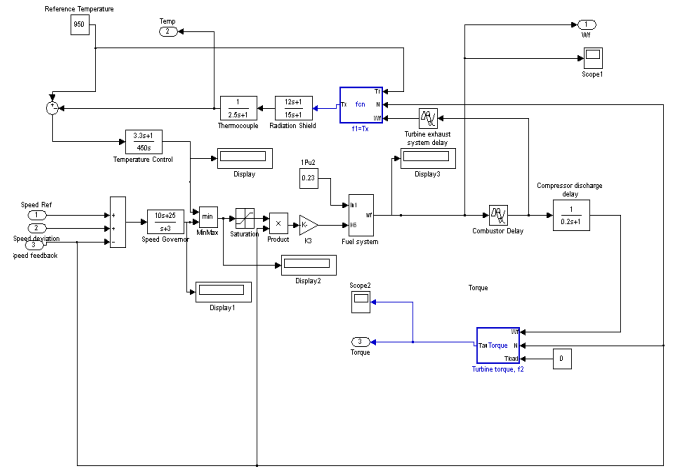 Reference Temperature
950
Temp
2
1
Wf
Scope1
12s+1
15s+1
Radiation Shield
1
2.5s+1
Thermocouple
Tx
fcn
Tr
N
Wf
f1=Tx
Turbine exhaust
system delay
3.3s+1
450s
Temperature Control
Display
1Pu2
0.23
Display3
Compressor discharge
delay
1
0.2s+1
Speed Ref
1
2
Speed deviation
3
Speed feedback
+
+
−
10s+25
s+3
Speed Governor
min
MinMax
Saturation
×
Product
K-
K3
In1
Wf
Fuel system
Combustor Delay
Display1
Display2
Scope2
3
Torque
Torque
Wf
N
Tload
Torque
Turbine torque, f2
0